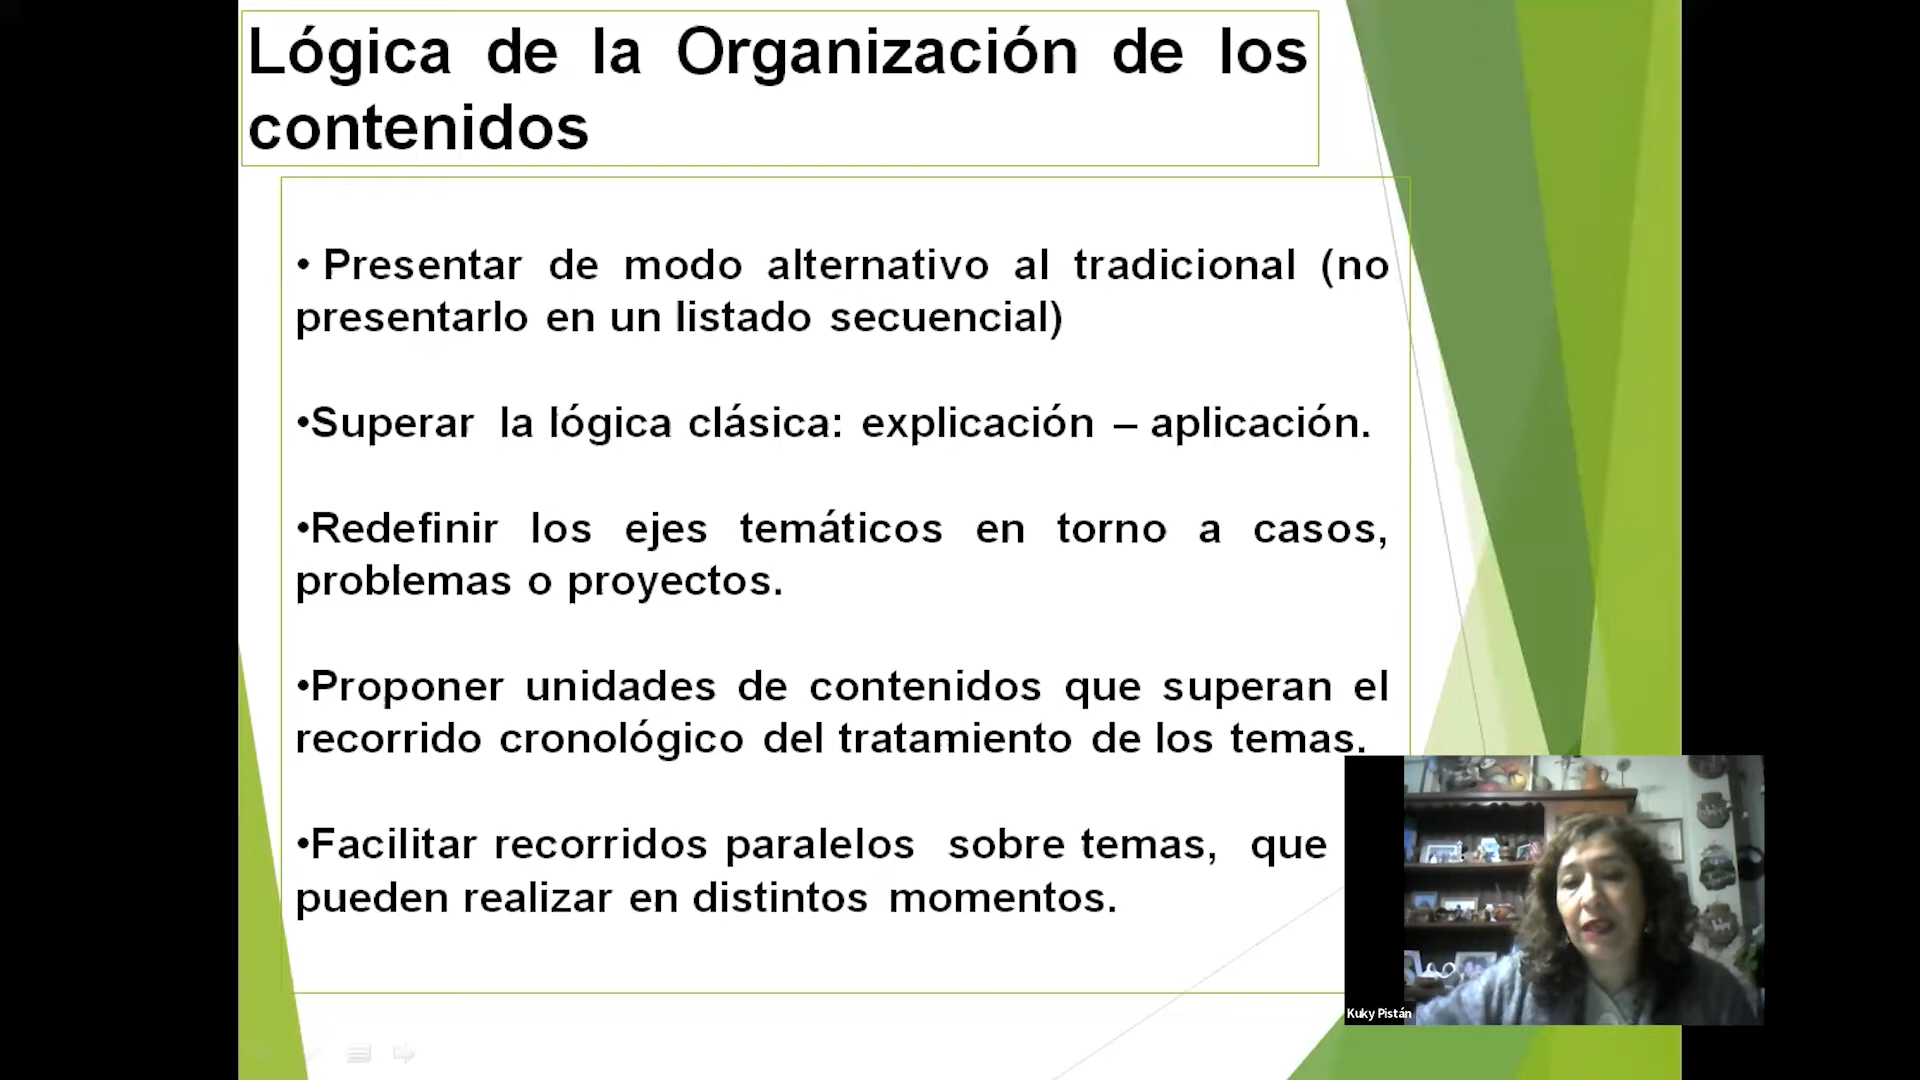 Lógica de la Organización de los
contenidos
• Presentar de modo alternativo al tradicional (no
presentarlo en un listado secuencial)
•Superar la lógica clásica: explicación – aplicación.
•Redefinir los ejes temáticos en torno a casos,
problemas o proyectos.
•Proponer unidades de contenidos que superan el
recorrido cronológico del tratamiento de los temas.
•Facilitar recorridos paralelos sobre temas, que
pueden realizar en distintos momentos.
Kuky Pistán